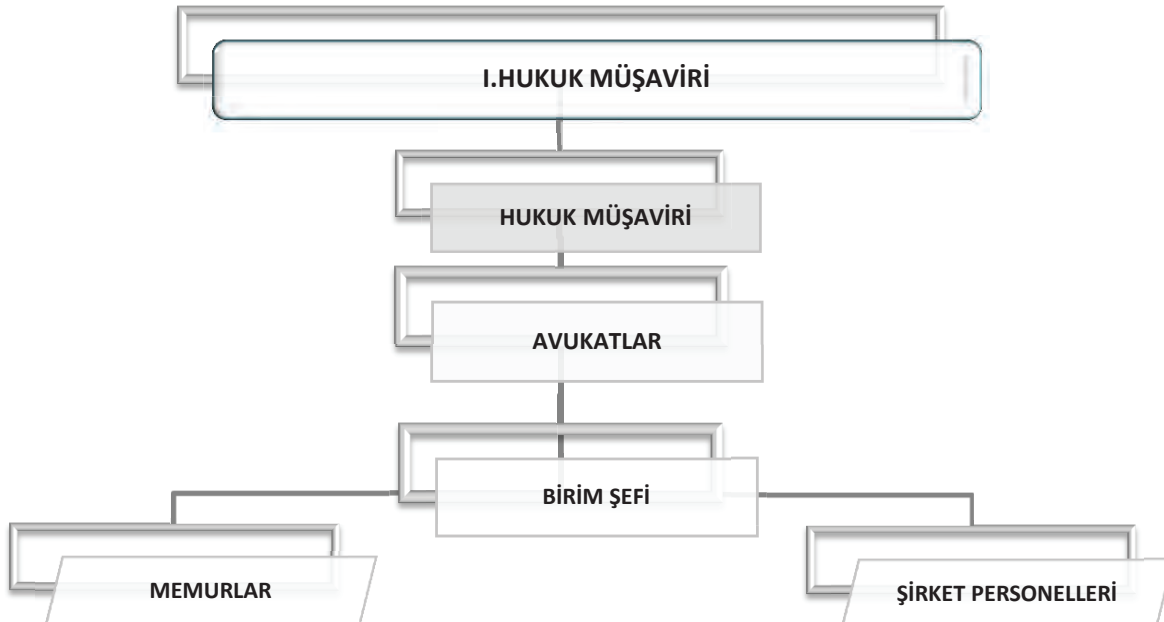 I.HUKUK MÜŞAVİRİ
HUKUK MÜŞAVİRİ
AVUKATLAR
BİRİM ŞEFİ
MEMURLAR
ŞİRKET PERSONELLERİ